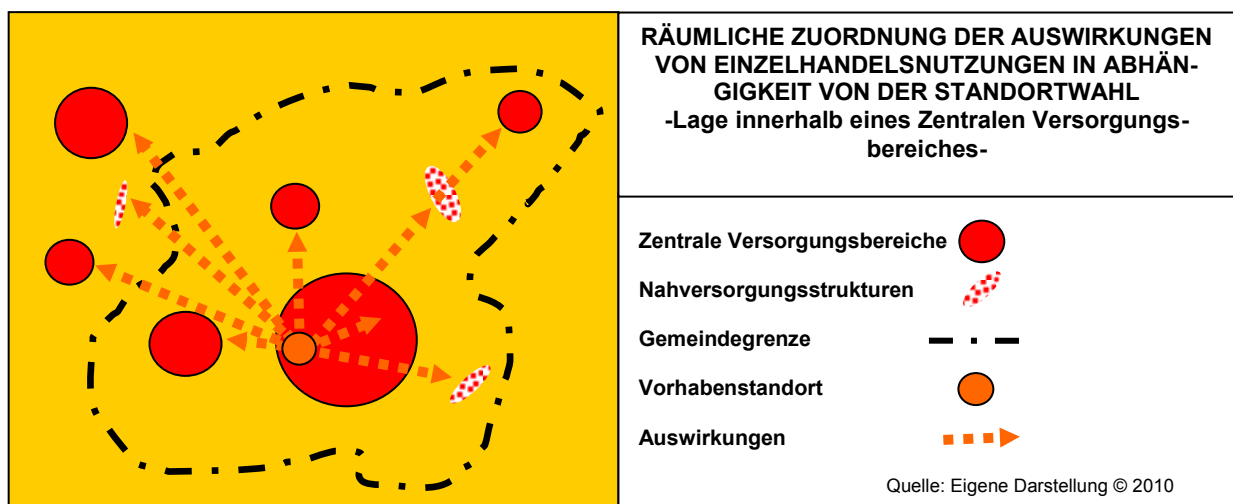 RÄUMLICHE ZUORDNUNG DER AUSWIRKUNGEN
VON EINZELHANDELSNUTZUNGEN IN ABHÄN-
GIGKEIT VON DER STANDORTWAHL
-Lage innerhalb eines Zentralen Versorgungs-
bereiches-
Zentrale Versorgungsbereiche
Nahversorgungsstrukturen
Gemeindegrenze
Vorhabenstandort
Auswirkungen
Quelle: Eigene Darstellung © 2010